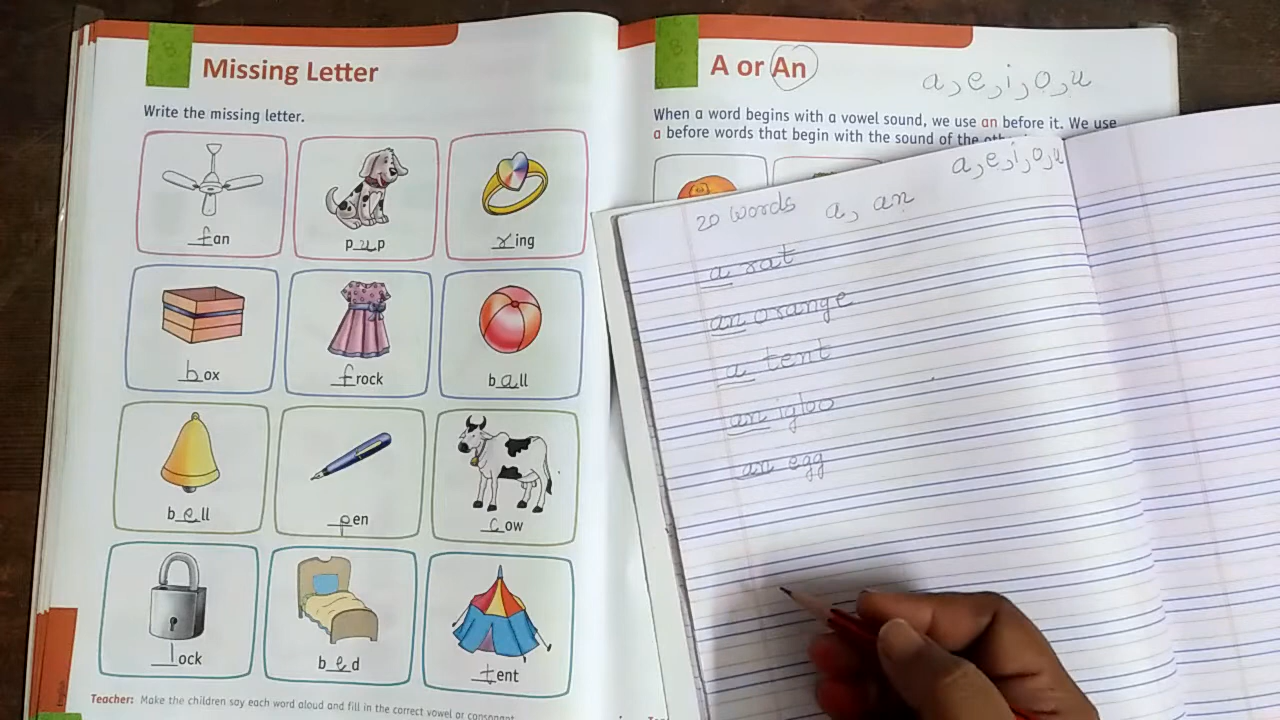 Missing Letter
Write the missing letter.
fan
pup
ring
box
frock
ball
bell
pen
cow
lock
bed
tent
Teacher: Make the children say each word aloud and fill in the correct vowel or consonant
A or An
a, e, i, o, u
When a word begins with a vowel sound, we use an before it. We use
a before words that begin with the sound of the
a, e, i, o, u
20 words a, an
a rat
an orange
a tent
an igloo
an egg
English